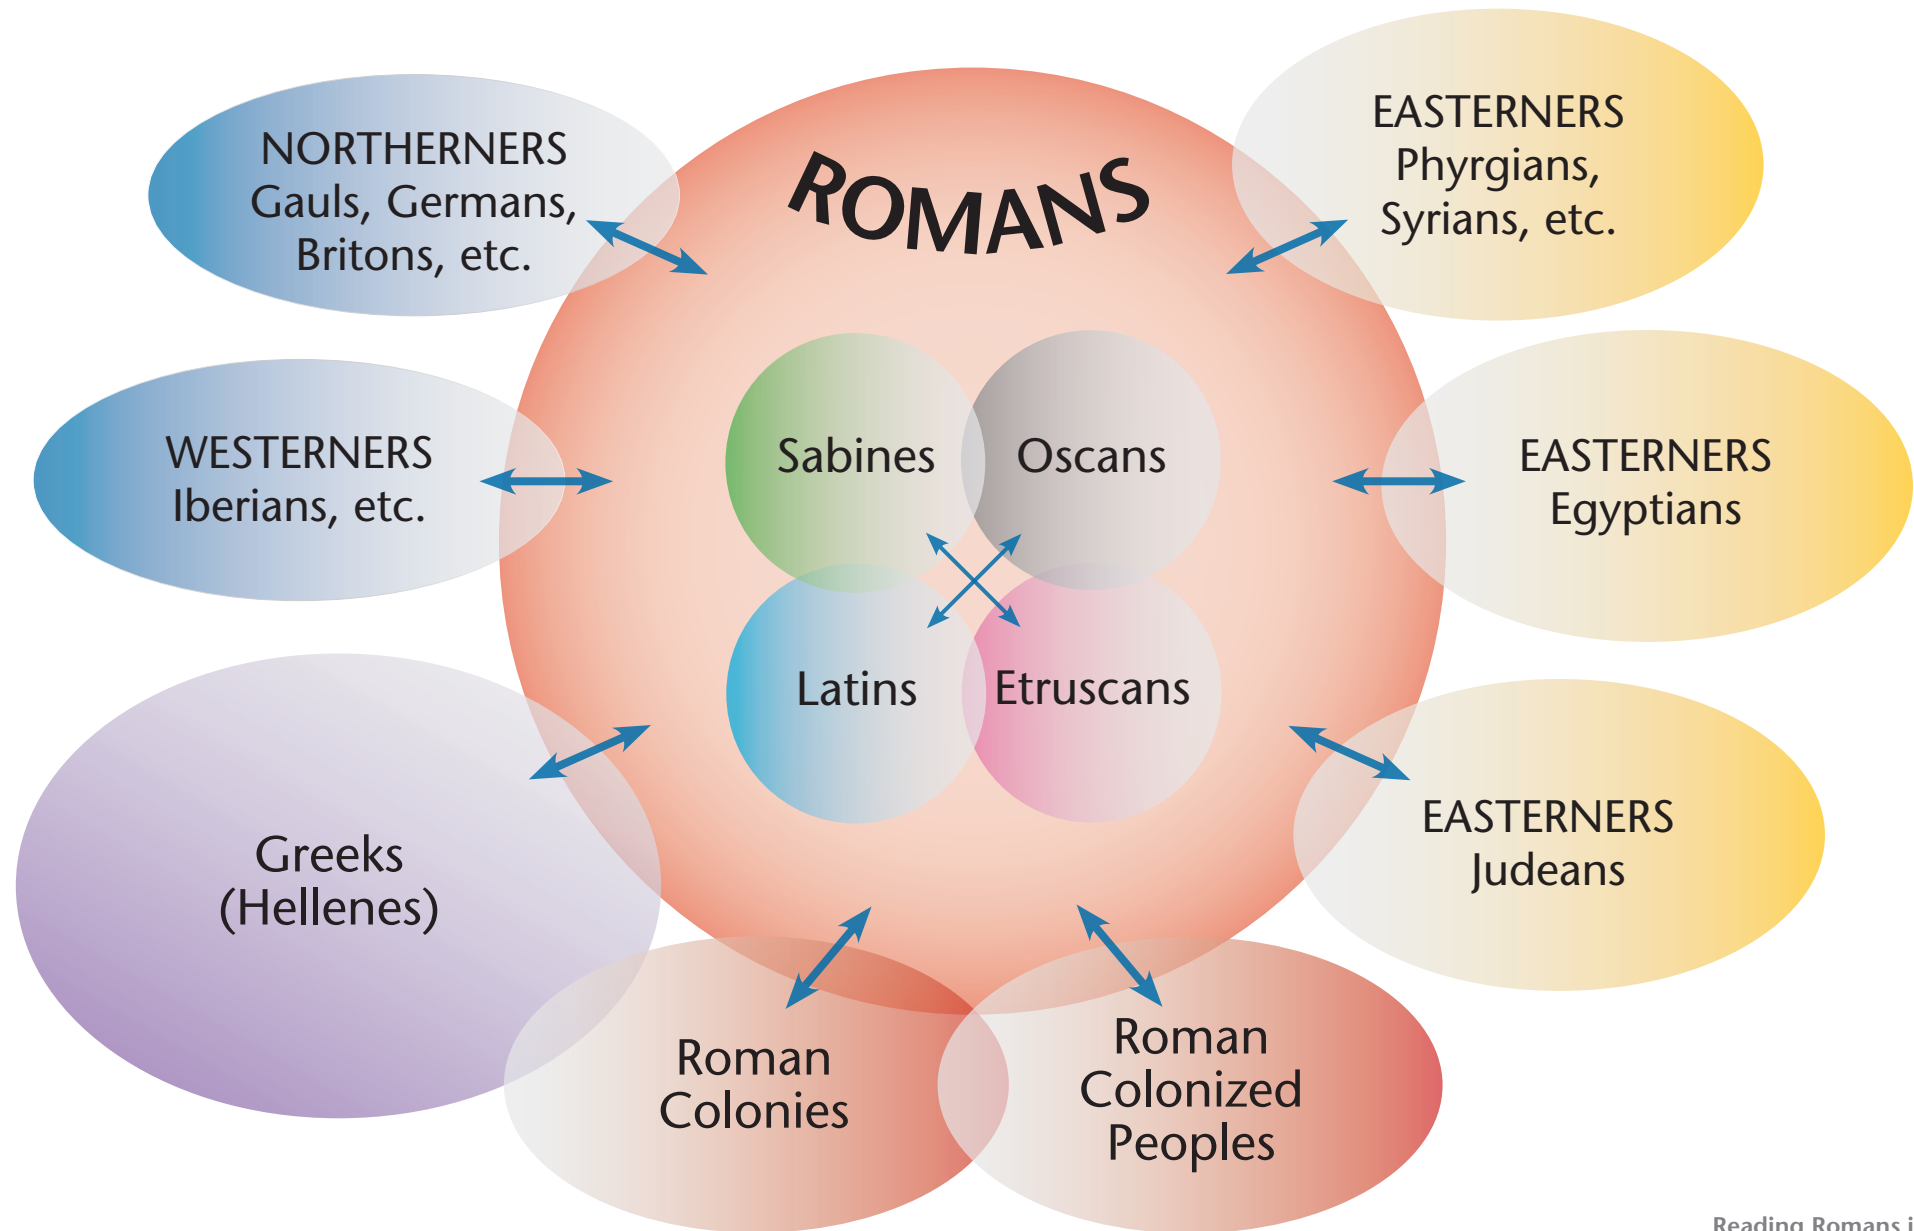 ROMANS
NORTHERNERS
Gauls, Germans,
Britons, etc.
EASTERNERS
Phyrgians,
Syrians, etc.
WESTERNERS
Iberians, etc.
Sabines
Oscans
EASTERNERS
Egyptians
Latins
Etruscans
Greeks
(Hellenes)
EASTERNERS
Judeans
Roman
Colonies
Roman
Colonized
Peoples
Reading Romans i